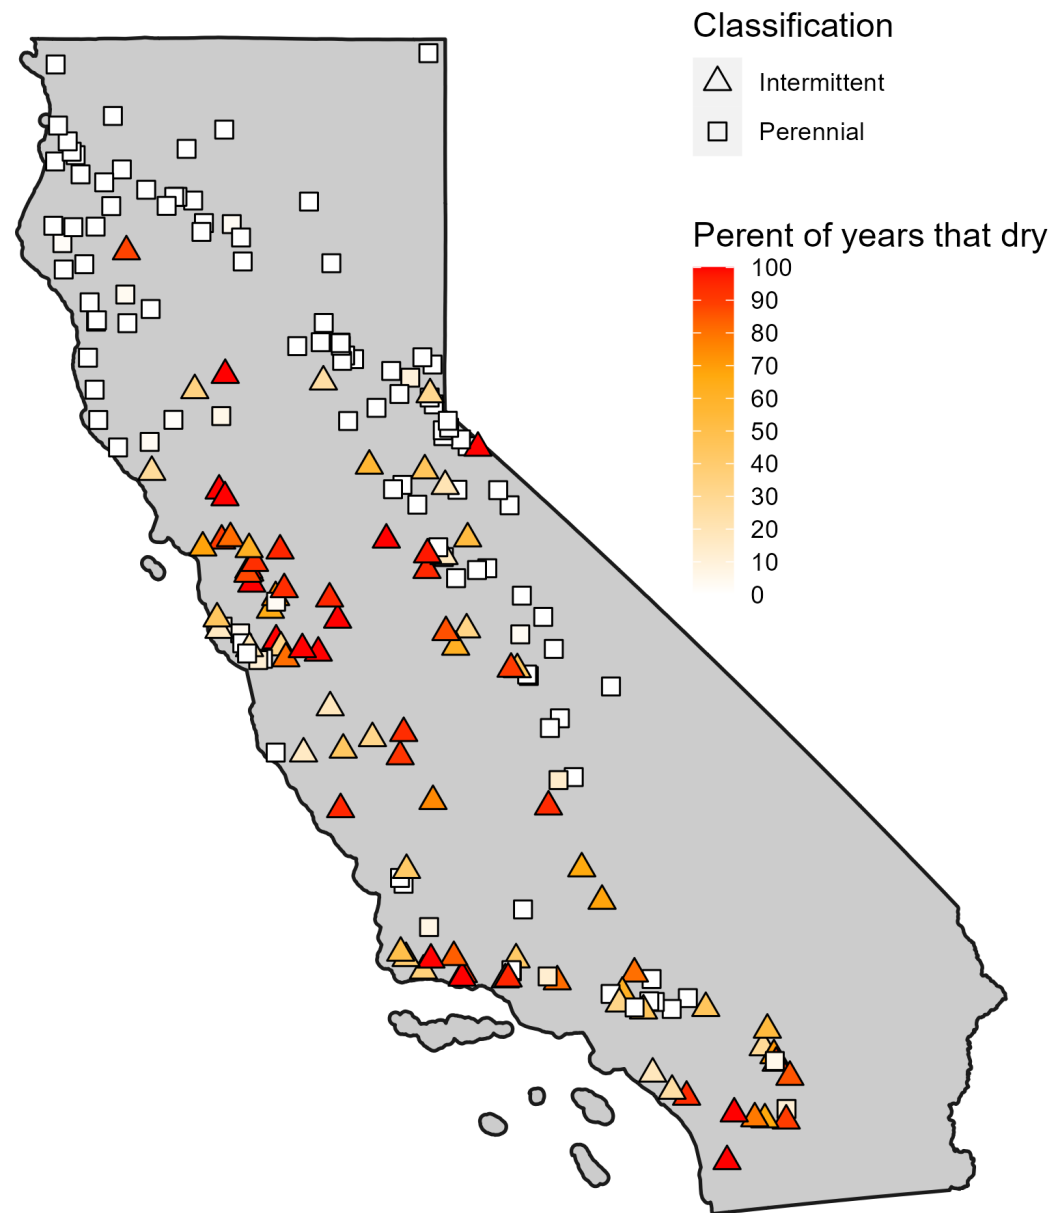 Classification
Intermittent
Perennial
Perent of years that dry
100
90
80
70
60
50
40
30
20
10
0